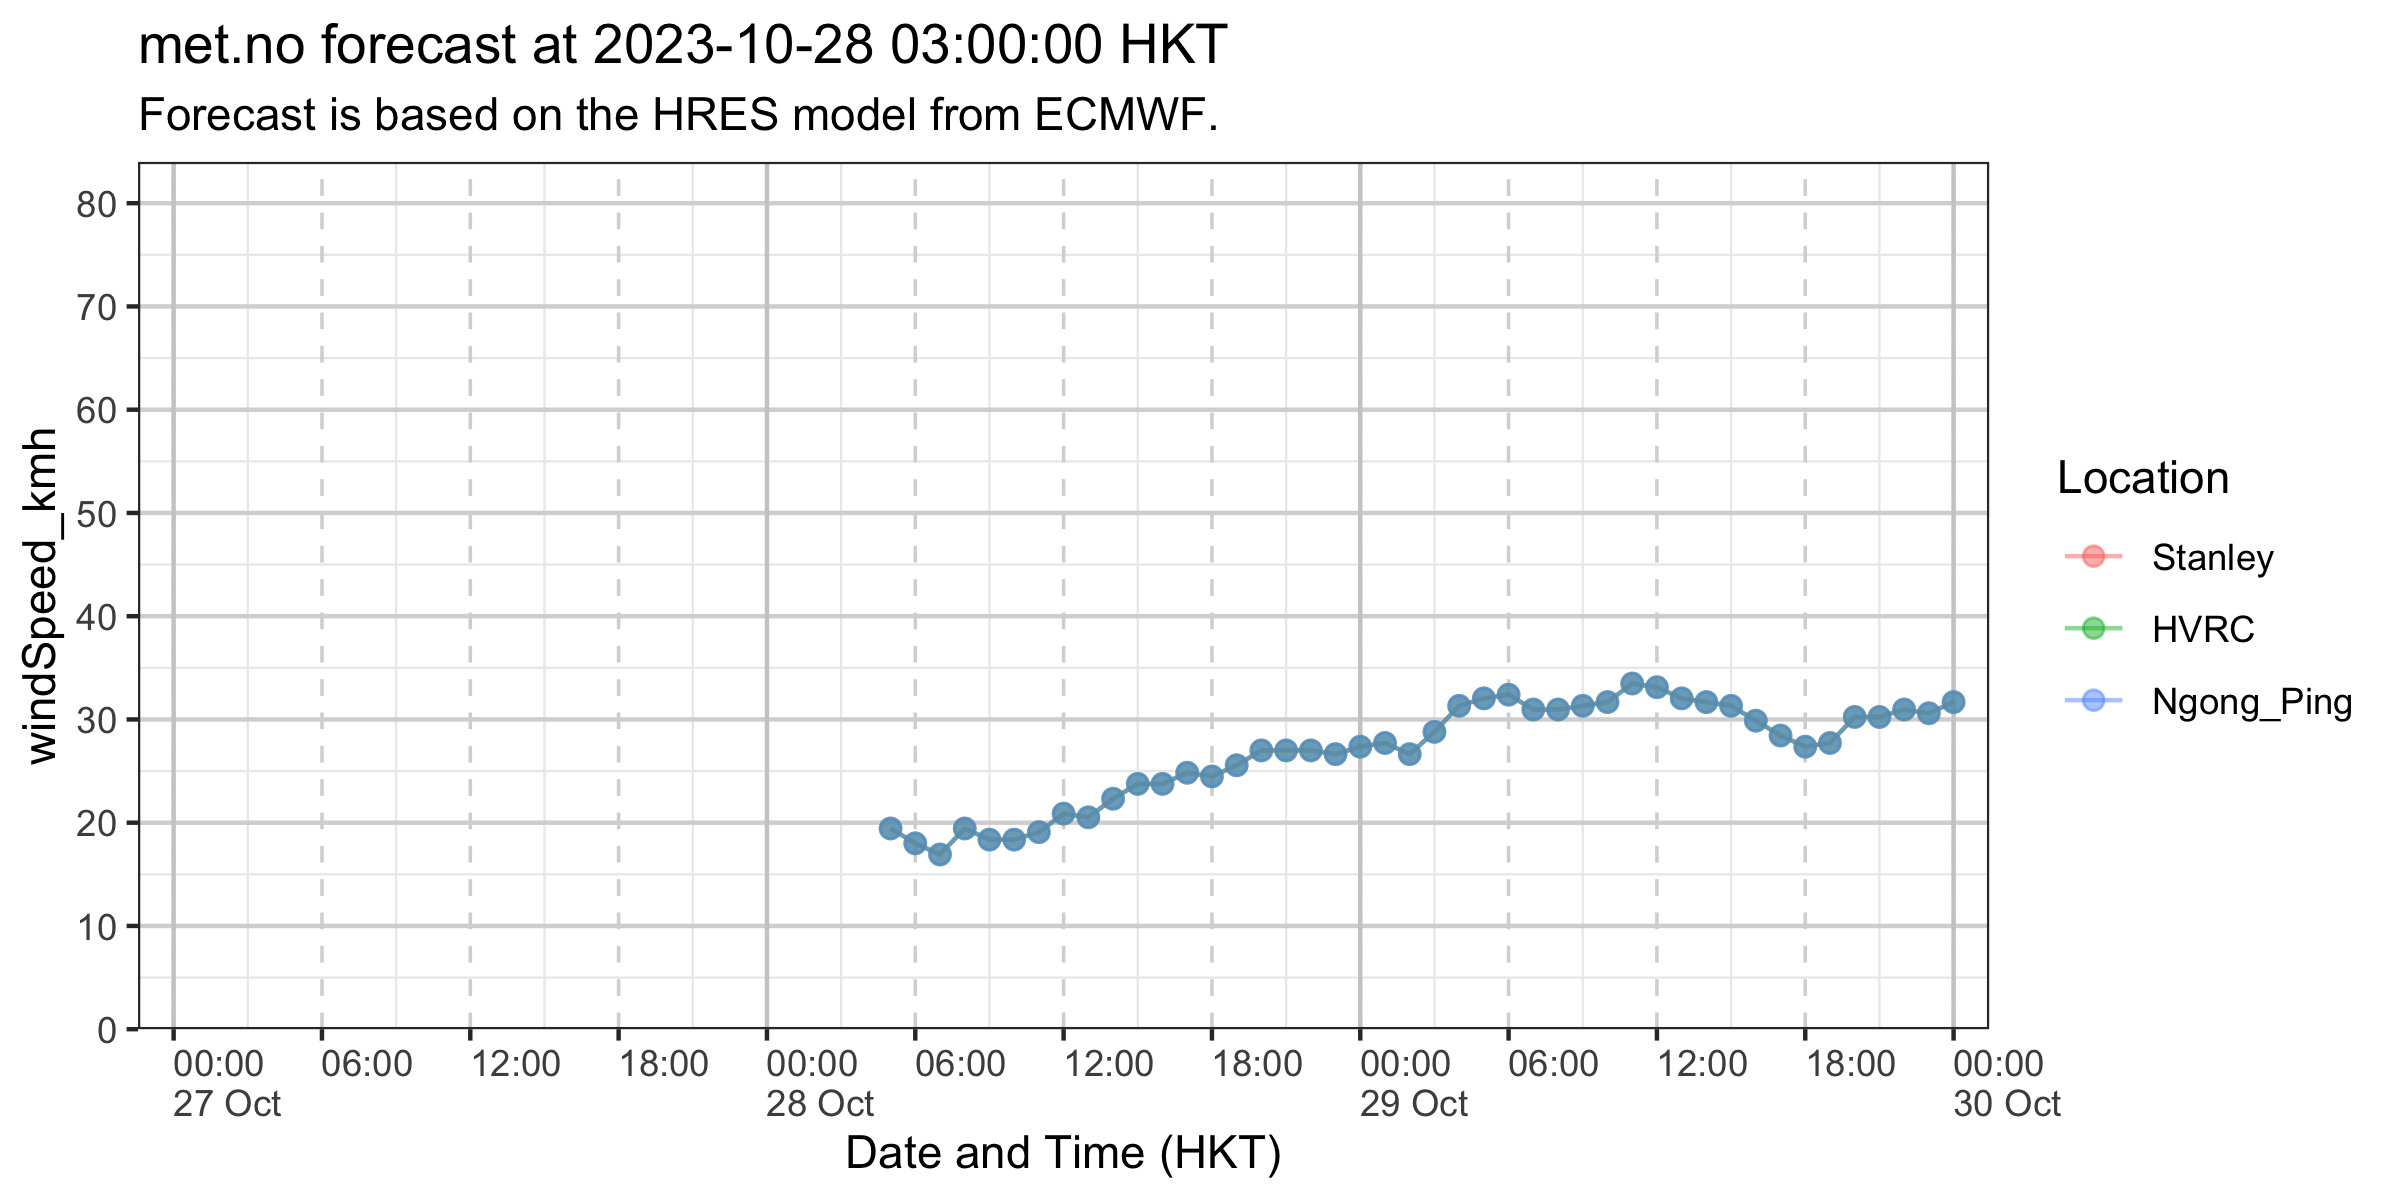 met.no forecast at 2023-10-28 03:00:00 HKT
Forecast is based on the HRES model from ECMWF.
windSpeed_kmh
80
70
60
50
40
30
20
10
0
00:00 06:00 12:00 18:00 00:00 06:00 12:00 18:00 00:00 06:00 12:00 18:00 00:00
27 Oct 28 Oct 29 Oct 30 Oct
Date and Time (HKT)
Location
Stanley
HVRC
Ngong_Ping